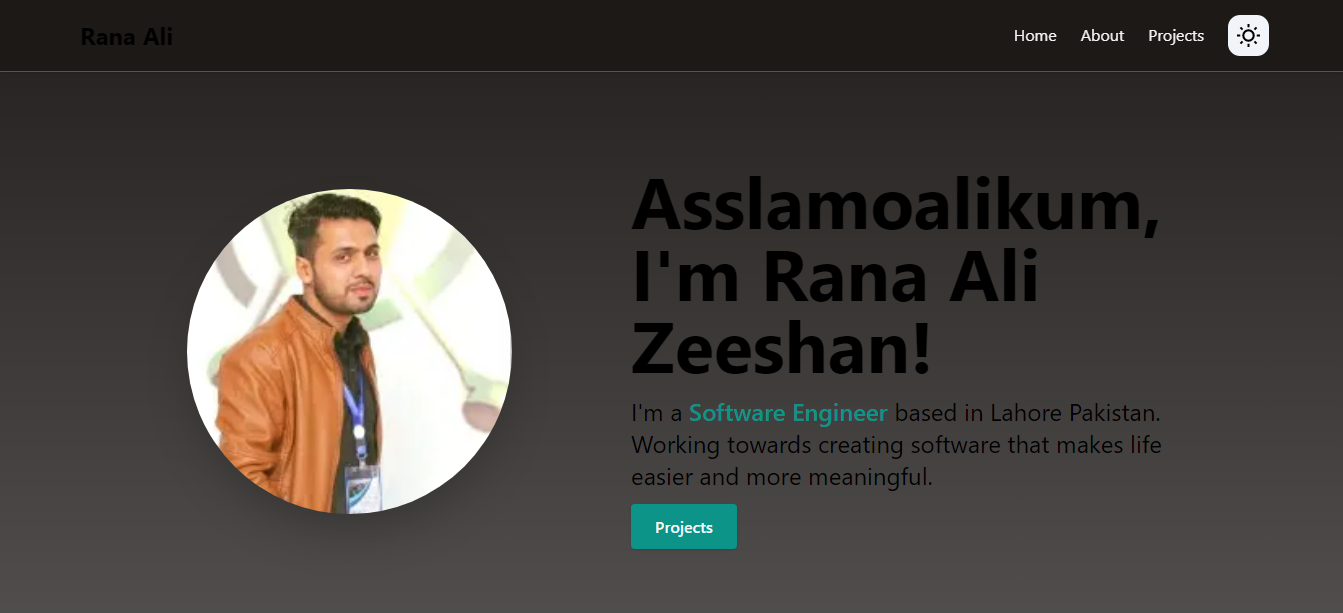 Rana Ali
Home About Projects
Asslamoalikum,
I'm Rana Ali
Zeeshan!
I'm a Software Engineer based in Lahore Pakistan.
Working towards creating software that makes life
easier and more meaningful.
Projects